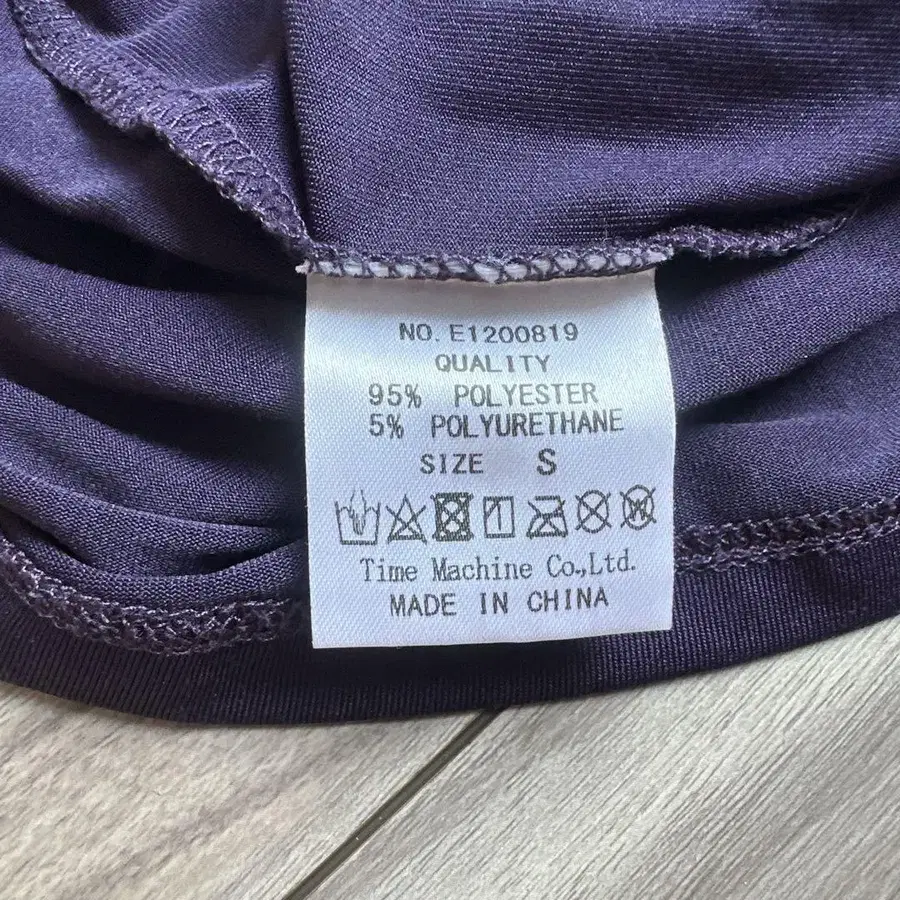 NO. E1200819
QUALITY
95% POLYESTER
5% POLYURETHANE
SIZE S
Time Machine Co.,Ltd.
MADE IN CHINA